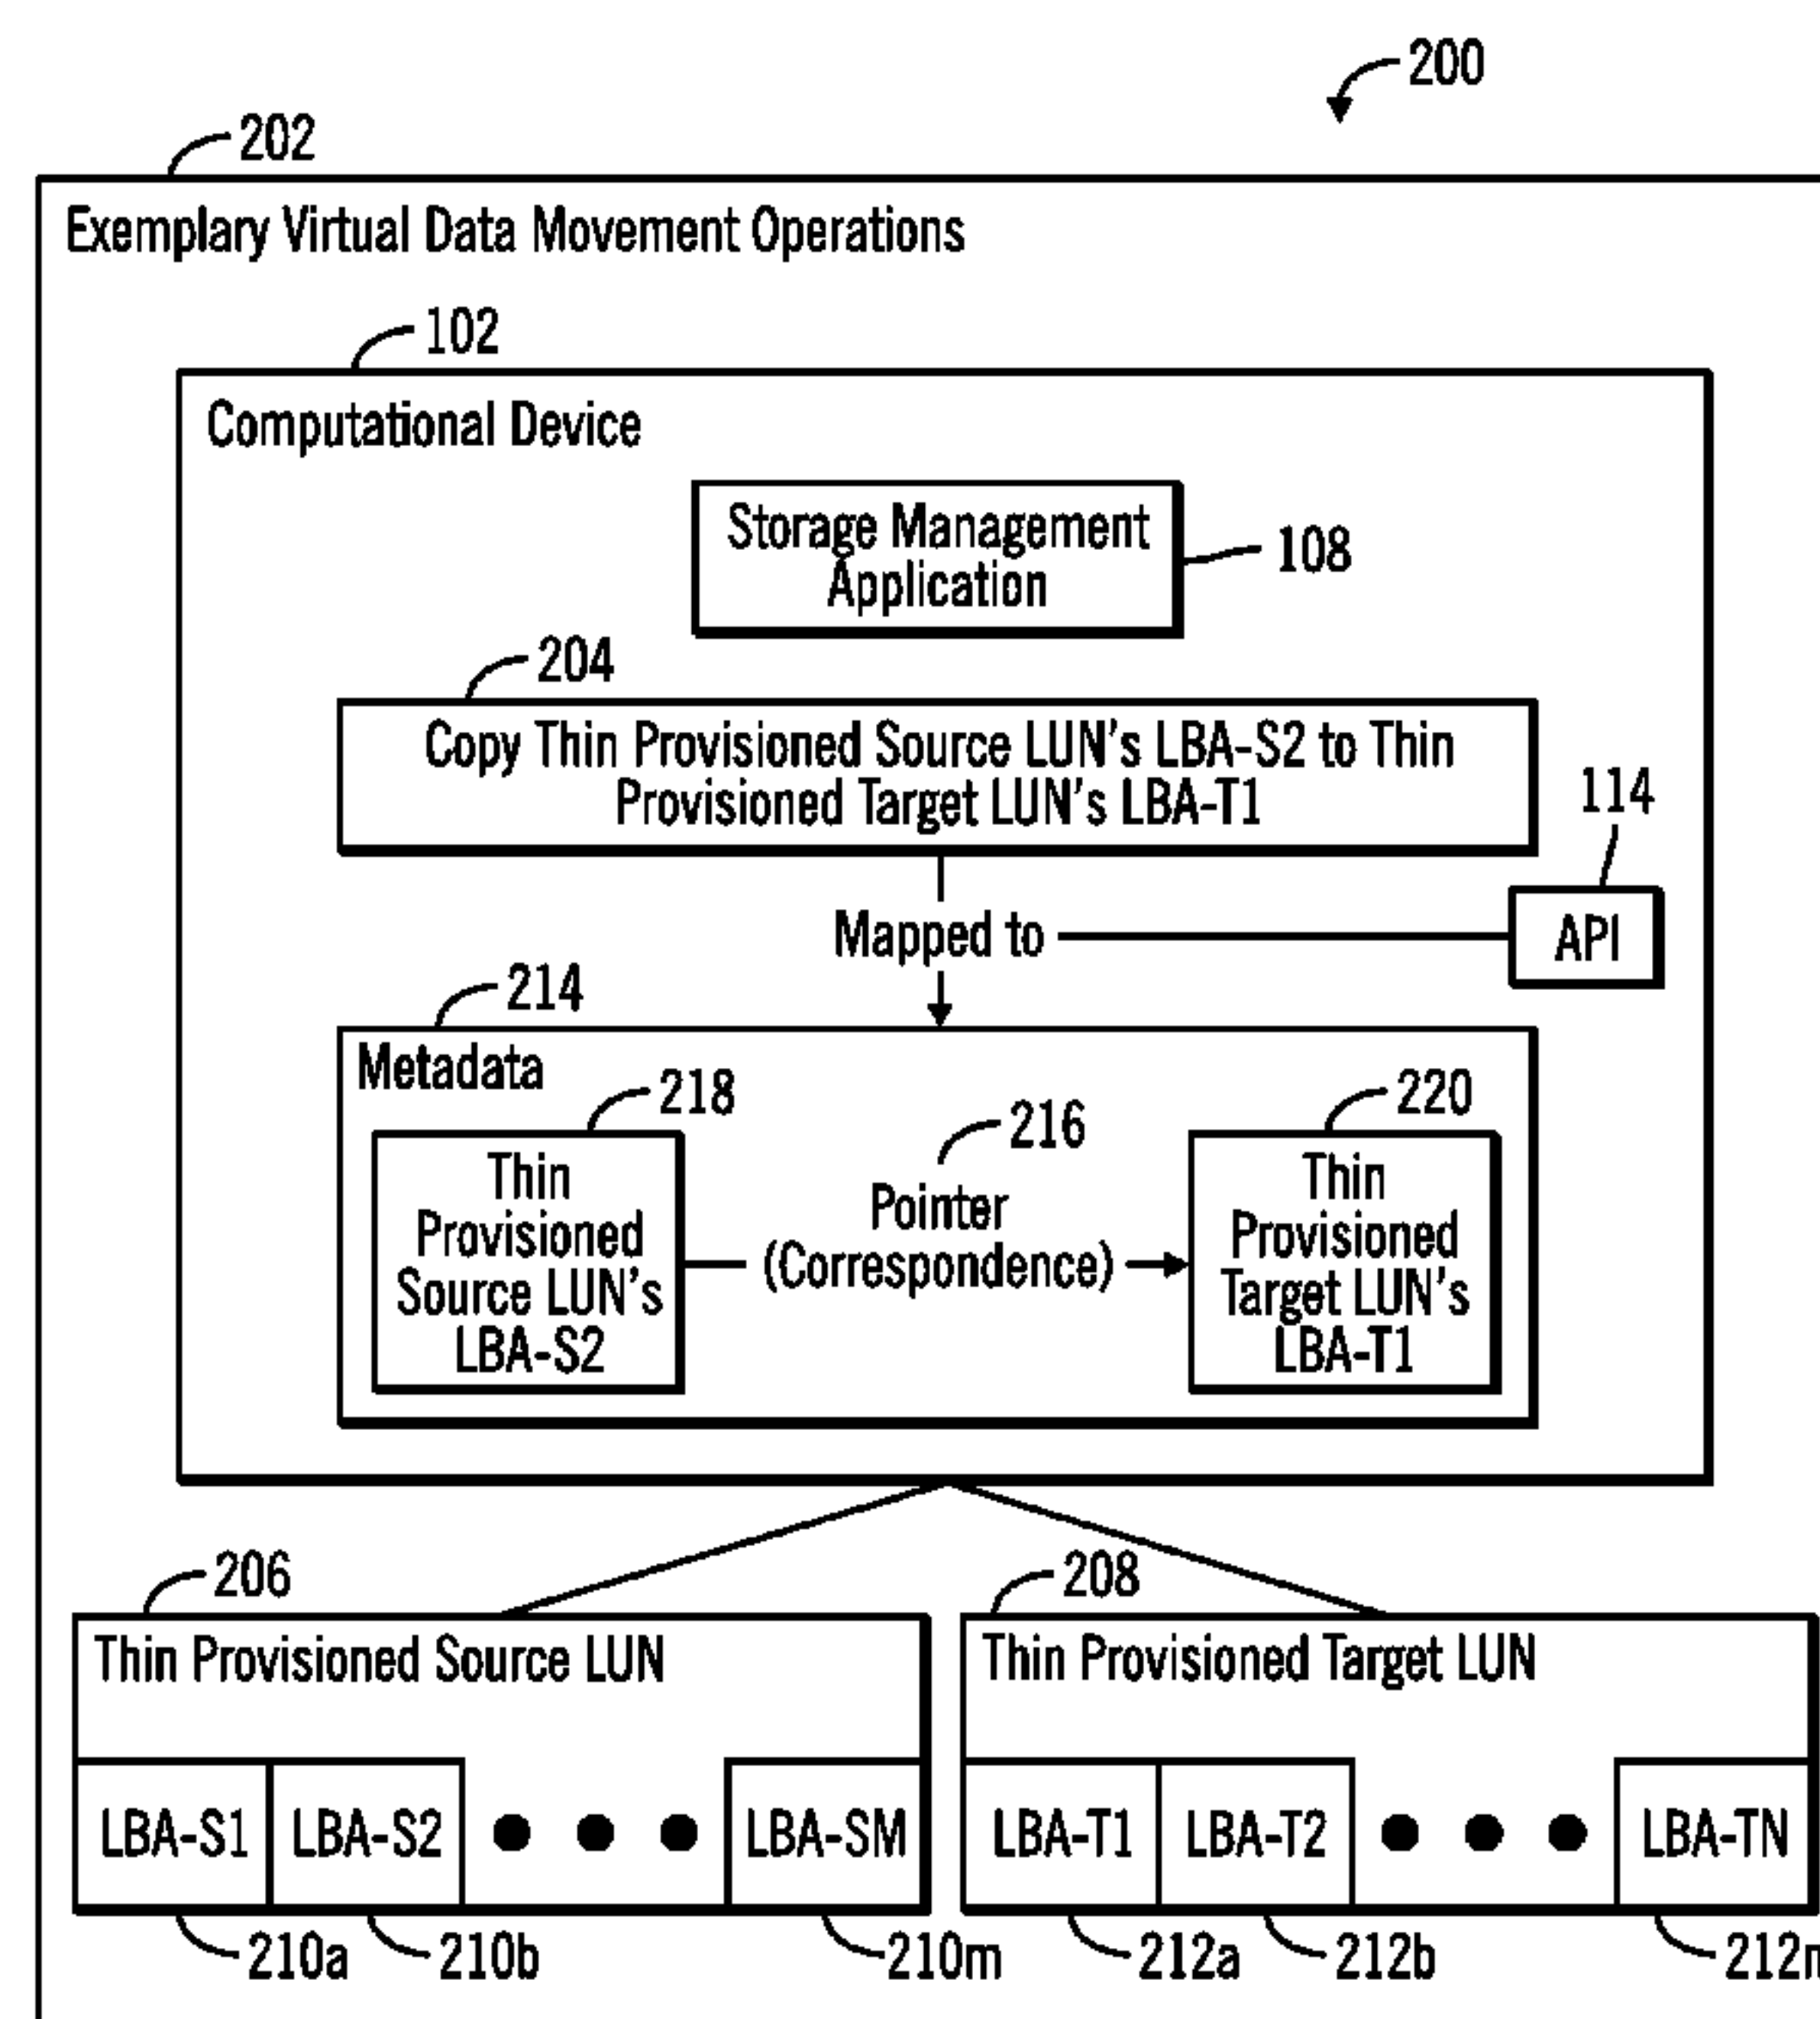 200
202
Exemplary Virtual Data Movement Operations
102
Computational Device
Storage Management
Application
108
204
Copy Thin Provisioned Source LUN's LBA-S2 to Thin
Provisioned Target LUN's LBA-T1
114
Mapped to
API
214
Metadata
218
216
220
Thin
Provisioned
Source LUN's
LBA-S2
Pointer
(Correspondence)
Thin
Provisioned
Target LUN's
LBA-T1
206
208
Thin Provisioned Source LUN
Thin Provisioned Target LUN
LBA-S1 LBA-S2 LBA-SM
LBA-T1 LBA-T2 LBA-TN
210a 210b 210m
212a 212b